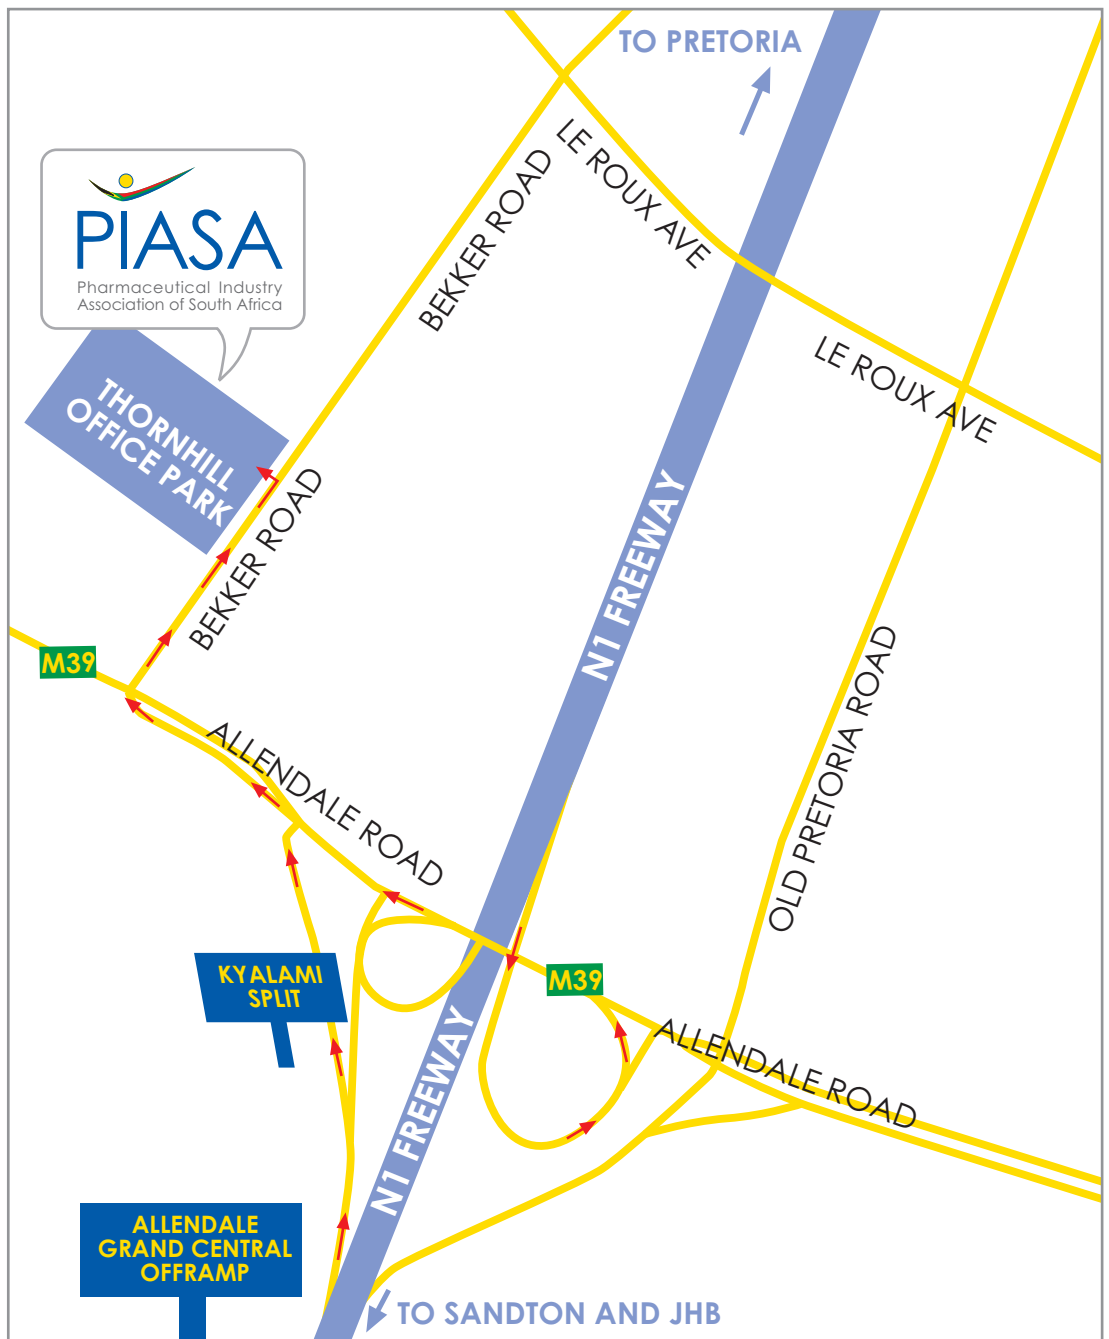 TO PRETORIA
LE ROUX AVE
BEKKER ROAD
PIASA
Pharmaceutical Industry
Association of South Africa
LE ROUX AVE
THORNHILL
OFFICE PARK
N1 FREEWAY
BEKKER ROAD
M39
OLD PRETORIA ROAD
ALLENDALE ROAD
KYALAMI
SPLIT
M39
N1 FREEWAY
ALLENDALE ROAD
ALLENDALE
GRAND CENTRAL
OFFRAMP
TO SANDTON AND JHB